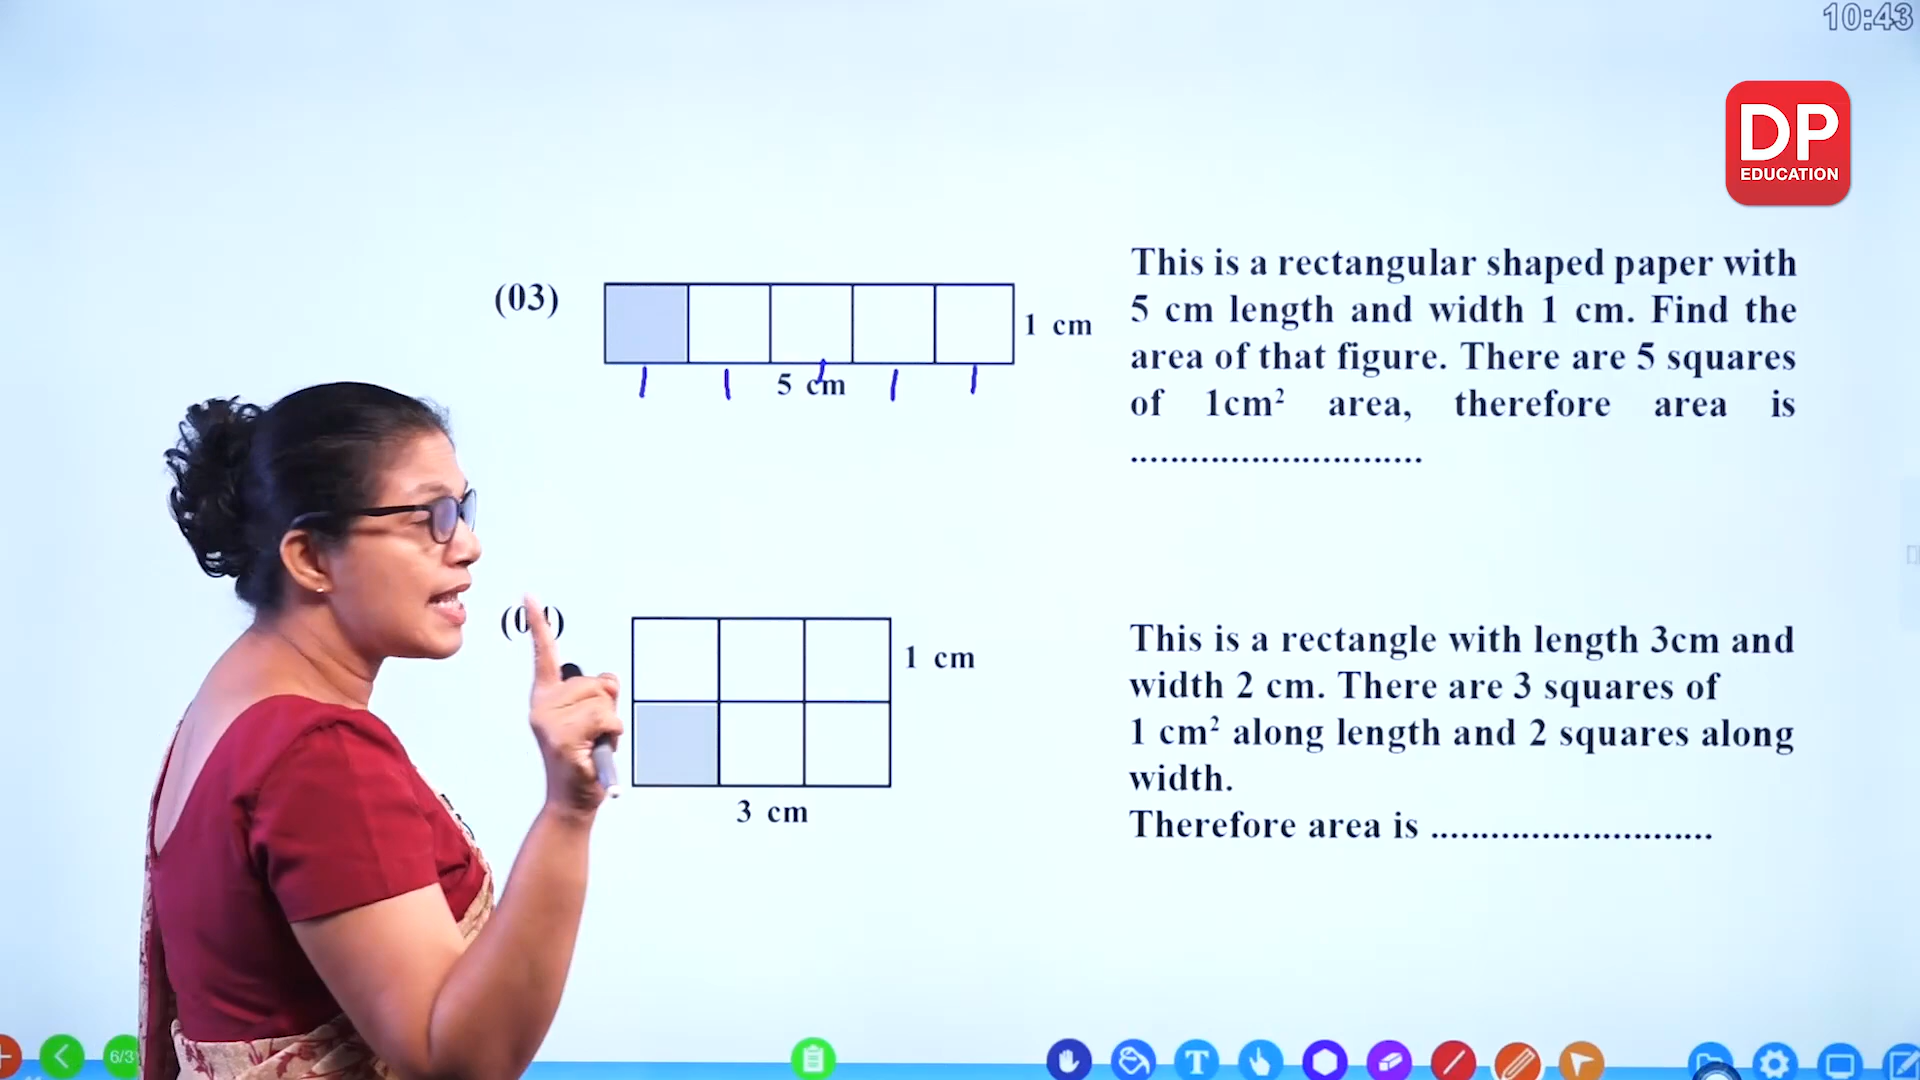 10:43
DP
EDUCATION
(03)
1 cm
5 cm
This is a rectangular shaped paper with
5 cm length and width 1 cm. Find the
area of that figure. There are 5 squares
of 1cm² area, therefore area is
.............................
1 cm
3 cm
This is a rectangle with length 3cm and
width 2 cm. There are 3 squares of
1 cm² along length and 2 squares along
width.
Therefore area is ............................
T